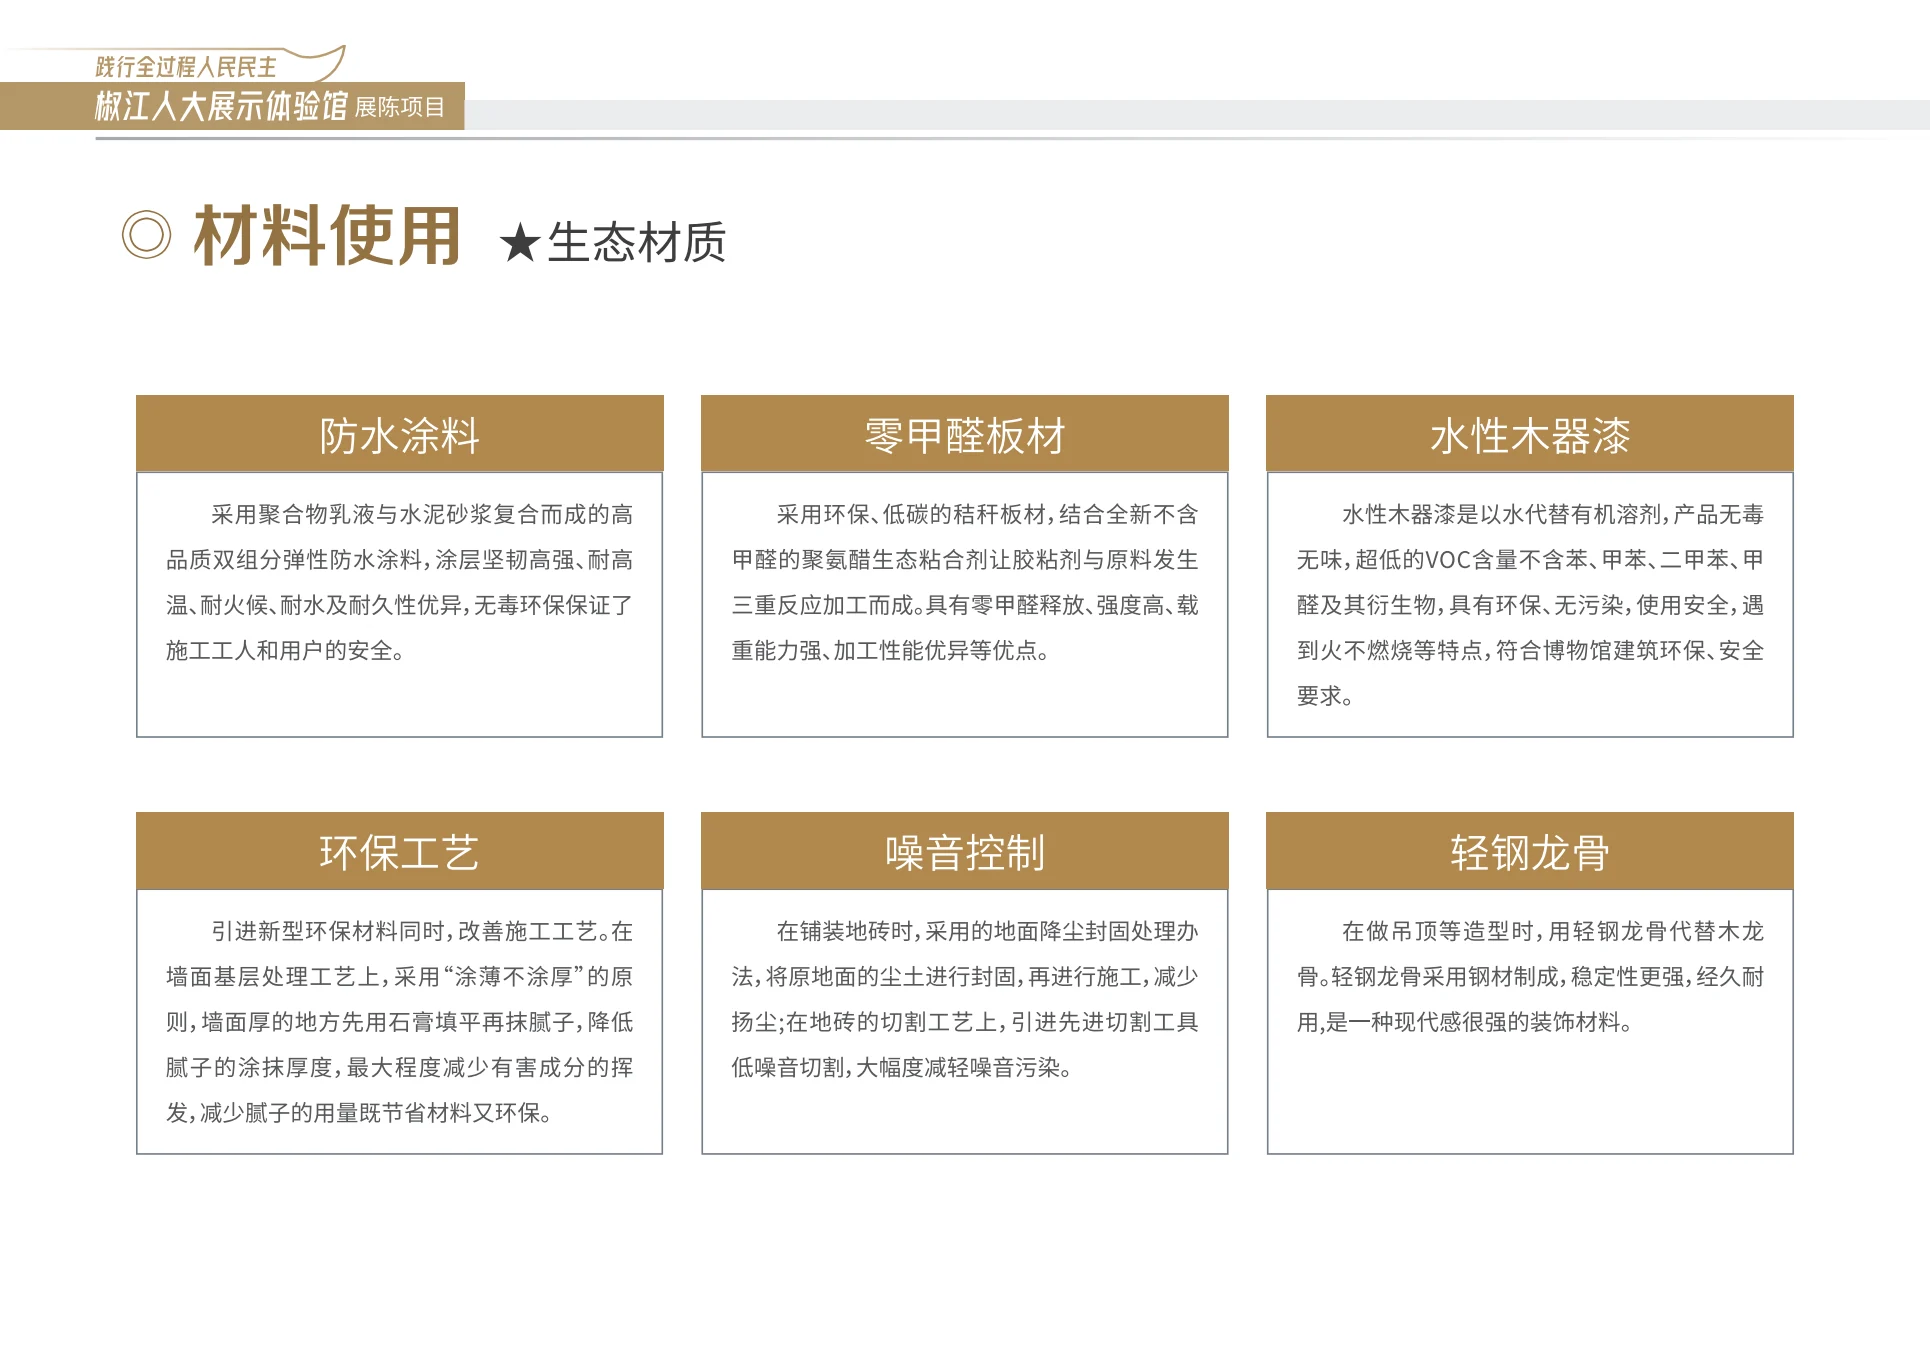 践行全过程人民民主
椒江人大展示体验馆 展陈项目
◎ 材料使用 ★生态材质
防水涂料
采用聚合物乳液与水泥砂浆复合而成的高
品质双组分弹性防水涂料，涂层坚韧高强、耐高
温、耐火候、耐水及耐久性优异，无毒环保保证了
施工工人和用户的安全。
零甲醛板材
采用环保、低碳的秸秆板材，结合全新不含
甲醛的聚氨醋生态粘合剂让胶粘剂与原料发生
三重反应加工而成。具有零甲醛释放、强度高、载
重能力强、加工性能优异等优点。
水性木器漆
水性木器漆是以水代替有机溶剂，产品无毒
无味，超低的VOC含量不含苯、甲苯、二甲苯、甲
醛及其衍生物，具有环保、无污染，使用安全，遇
到火不燃烧等特点，符合博物馆建筑环保、安全
要求。
环保工艺
引进新型环保材料同时，改善施工工艺。在
墙面基层处理工艺上，采用“涂薄不涂厚”的原
则，墙面厚的地方先用石膏填平再抹腻子，降低
腻子的涂抹厚度，最大程度减少有害成分的挥
发，减少腻子的用量既节省材料又环保。
噪音控制
在铺装地砖时，采用的地面降尘封固处理办
法，将原地面的尘土进行封固，再进行施工，减少
扬尘;在地砖的切割工艺上，引进先进切割工具
低噪音切割，大幅度减轻噪音污染。
轻钢龙骨
在做吊顶等造型时，用轻钢龙骨代替木龙
骨。轻钢龙骨采用钢材制成，稳定性更强，经久耐
用,是一种现代感很强的装饰材料。